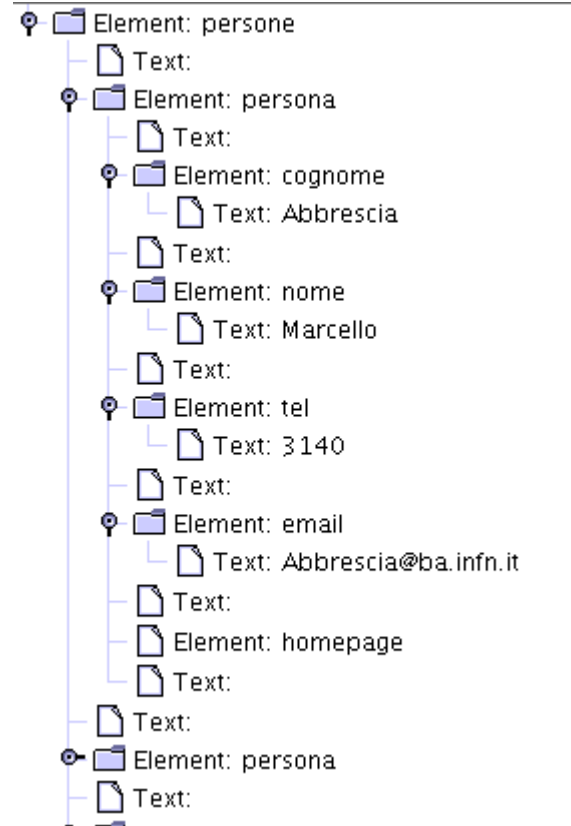 Element: persone
Text:
Element: persona
Text:
Element: cognome
Text: Abbrescia
Text:
Element: nome
Text: Marcello
Text:
Element: tel
Text: 3140
Text:
Element: email
Text: Abbrescia@ba.infn.it
Text:
Element: homepage
Text:
Text:
Element: persona
Text: